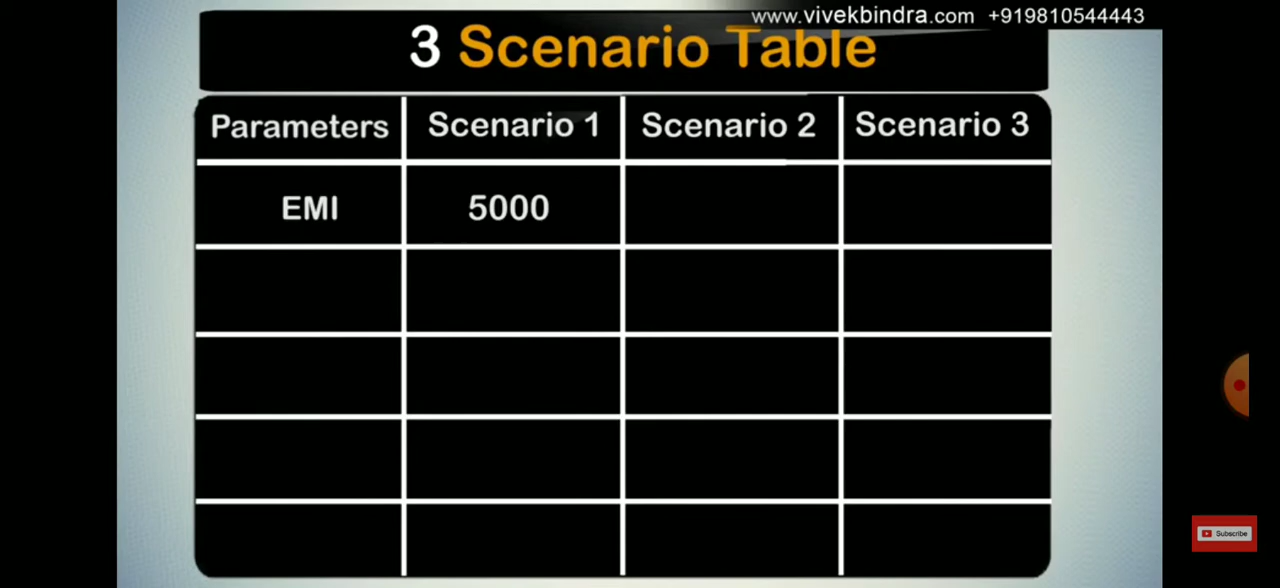 www.vivekbindra.com +919810544443
3 Scenario Table
Parameters Scenario 1 Scenario 2 Scenario 3
EMI 5000
Subscribe